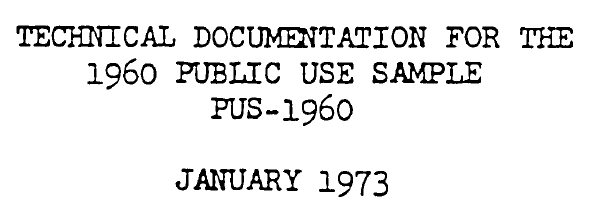 TECHNICAL DOCUMENTATION FOR THE
1960 PUBLIC USE SAMPLE
PUS-1960
JANUARY 1973